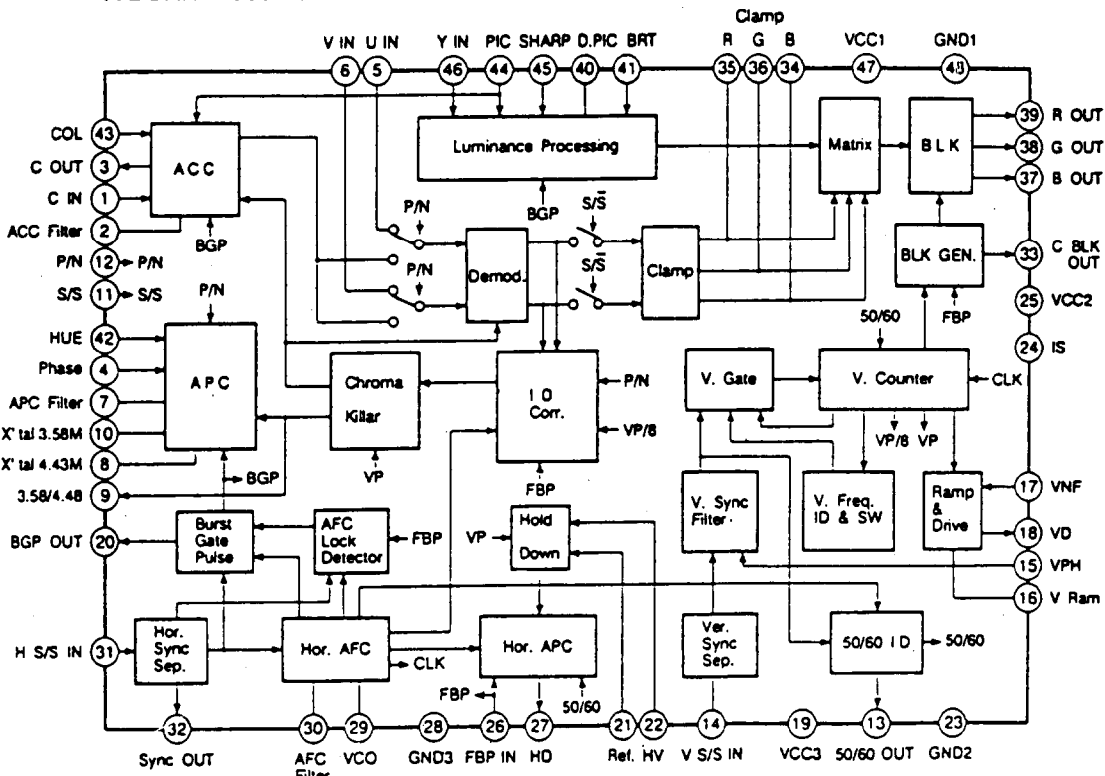 Clamp
V IN U IN Y IN PIC SHARP D.PIC BRT R G B VCC1 GND1
6 5 46 44 45 40 41 35 36 34 47 48
COL 43
C OUT 3
C IN 1
ACC Filter 2
P/N 12 P/N
S/S 11 S/S
HUE 42
Phase 4
APC Filter 7
X' tal 3.58M 10
X' tal 4.43M 8
3.58/4.48 9
BGP OUT 20
H S/S IN 31
ACC
BGP
Luminance Processing
BGP
Matrix
BLK
39 R OUT
38 G OUT
37 B OUT
BLK GEN.
FBP
33 C BLK OUT
25 VCC2
24 IS
P/N
P/N
Demod.
S/S̅
S/S̅
Clamp
P/N
APC
BGP
Chroma
Killar
VP
I D
Corr.
P/N
VP/8
FBP
50/60
V. Gate
V. Counter
CLK
VP/8 VP
V. Sync
Filter.
V. Freq.
ID & SW
Ramp
&
Drive
17 VNF
18 VD
15 VPH
16 V Ram
Burst
Gate
Pulse
AFC
Lock
Detector
FBP
VP
Hold
Down
Hor.
Sync
Sep.
Hor. AFC
CLK
Hor. APC
FBP
50/60
Ver.
Sync
Sep.
50/60 I D
50/60
32 30 29 28 26 27 21 22 14 19 13 23
Sync OUT AFC Filter VCO GND3 FBP IN HD Ref. HV V S/S IN VCC3 50/60 OUT GND2